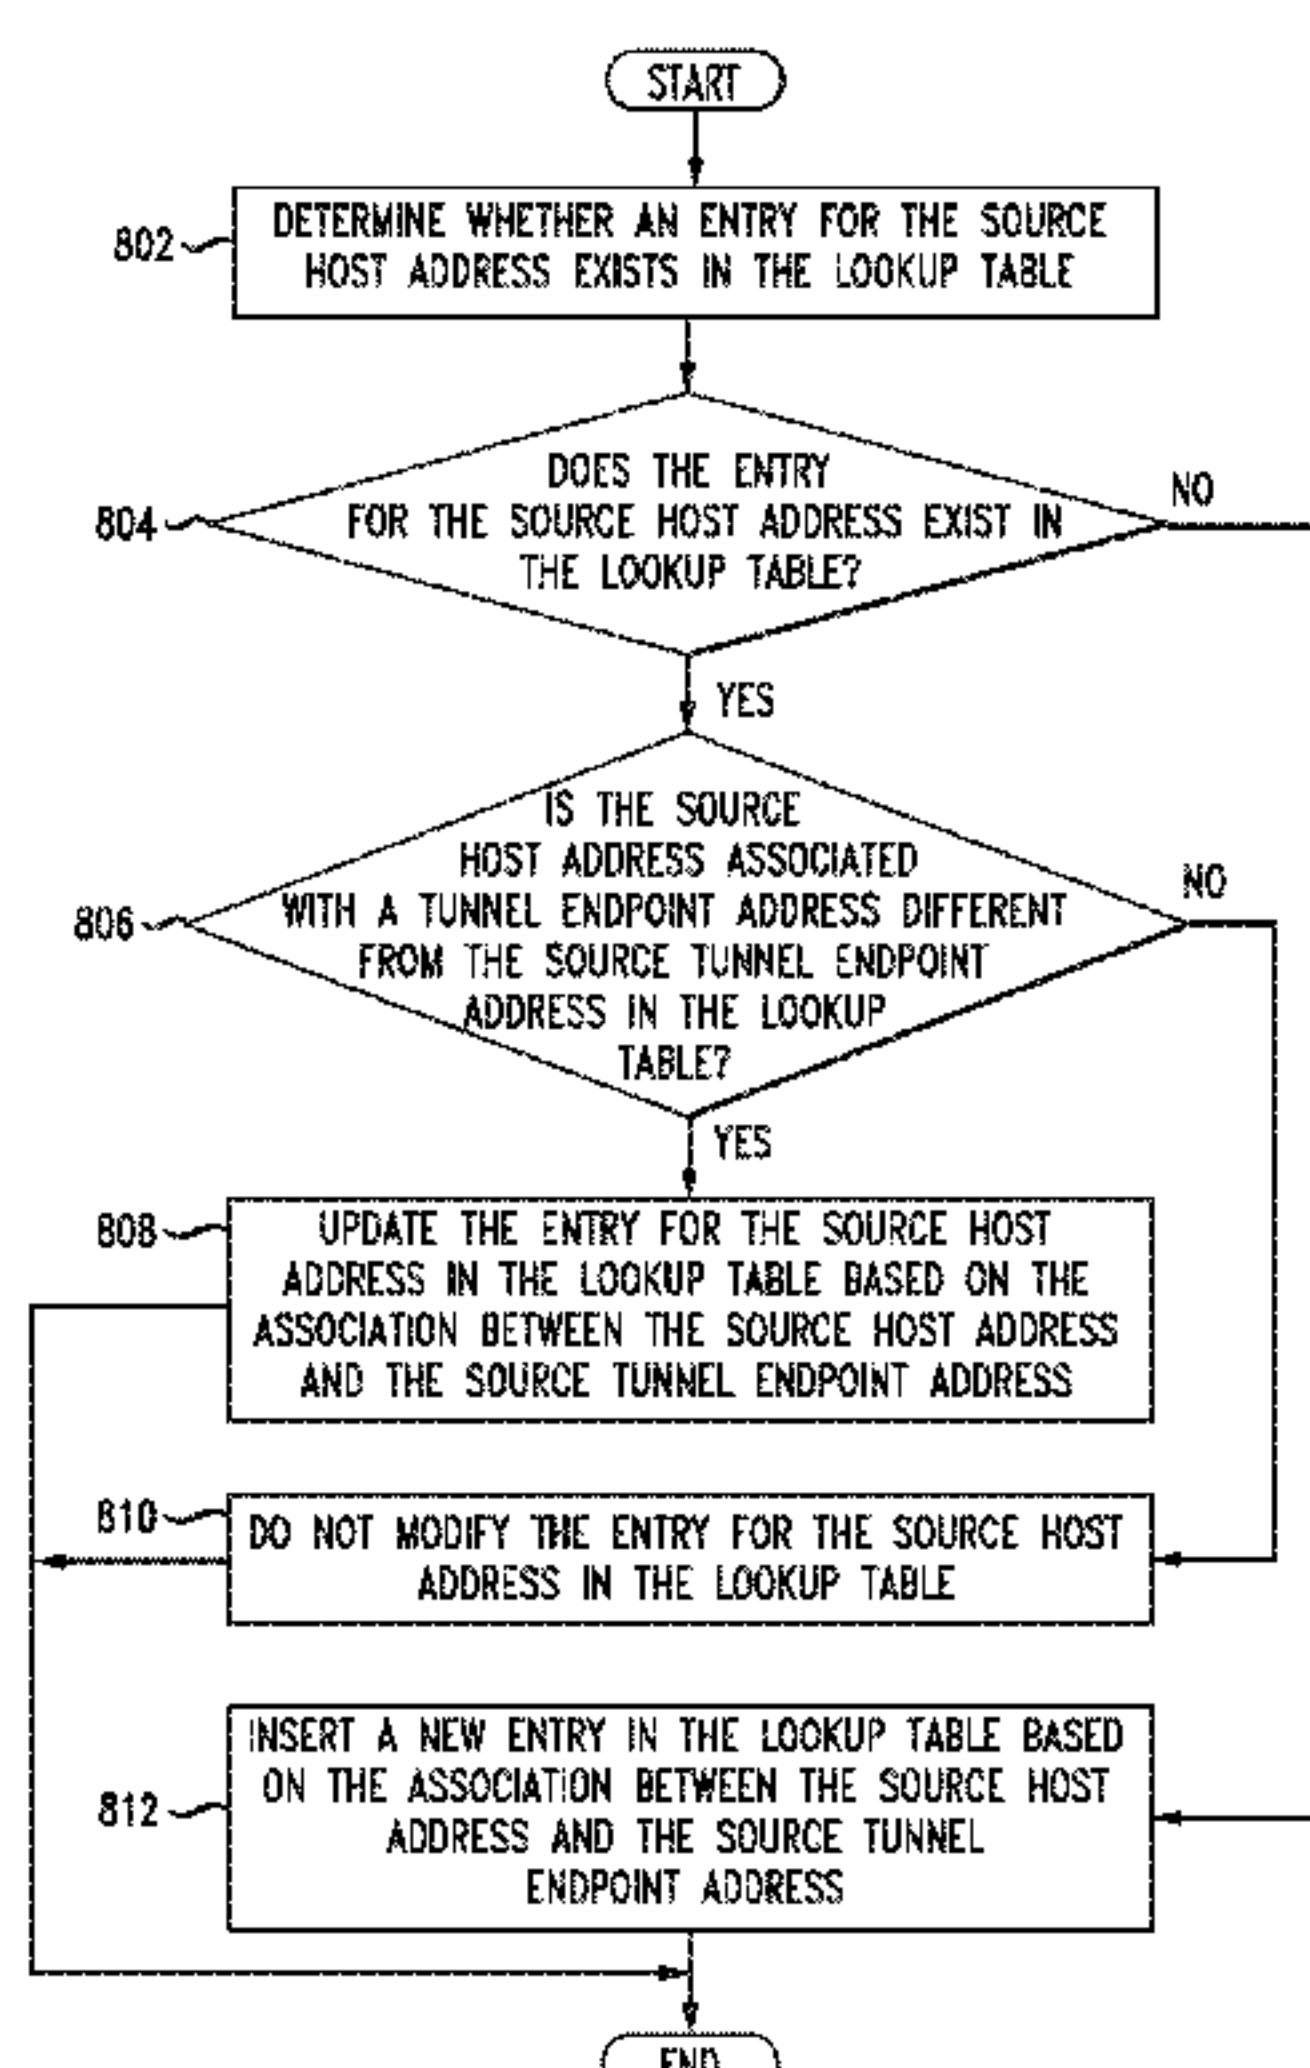 START
802
DETERMINE WHETHER AN ENTRY FOR THE SOURCE
HOST ADDRESS EXISTS IN THE LOOKUP TABLE
804
DOES THE ENTRY
FOR THE SOURCE HOST ADDRESS EXIST IN
THE LOOKUP TABLE?
NO
YES
806
IS THE SOURCE
HOST ADDRESS ASSOCIATED
WITH A TUNNEL ENDPOINT ADDRESS DIFFERENT
FROM THE SOURCE TUNNEL ENDPOINT
ADDRESS IN THE LOOKUP
TABLE?
NO
YES
808
UPDATE THE ENTRY FOR THE SOURCE HOST
ADDRESS IN THE LOOKUP TABLE BASED ON THE
ASSOCIATION BETWEEN THE SOURCE HOST ADDRESS
AND THE SOURCE TUNNEL ENDPOINT ADDRESS
810
DO NOT MODIFY THE ENTRY FOR THE SOURCE HOST
ADDRESS IN THE LOOKUP TABLE
812
INSERT A NEW ENTRY IN THE LOOKUP TABLE BASED
ON THE ASSOCIATION BETWEEN THE SOURCE HOST
ADDRESS AND THE SOURCE TUNNEL
ENDPOINT ADDRESS
END